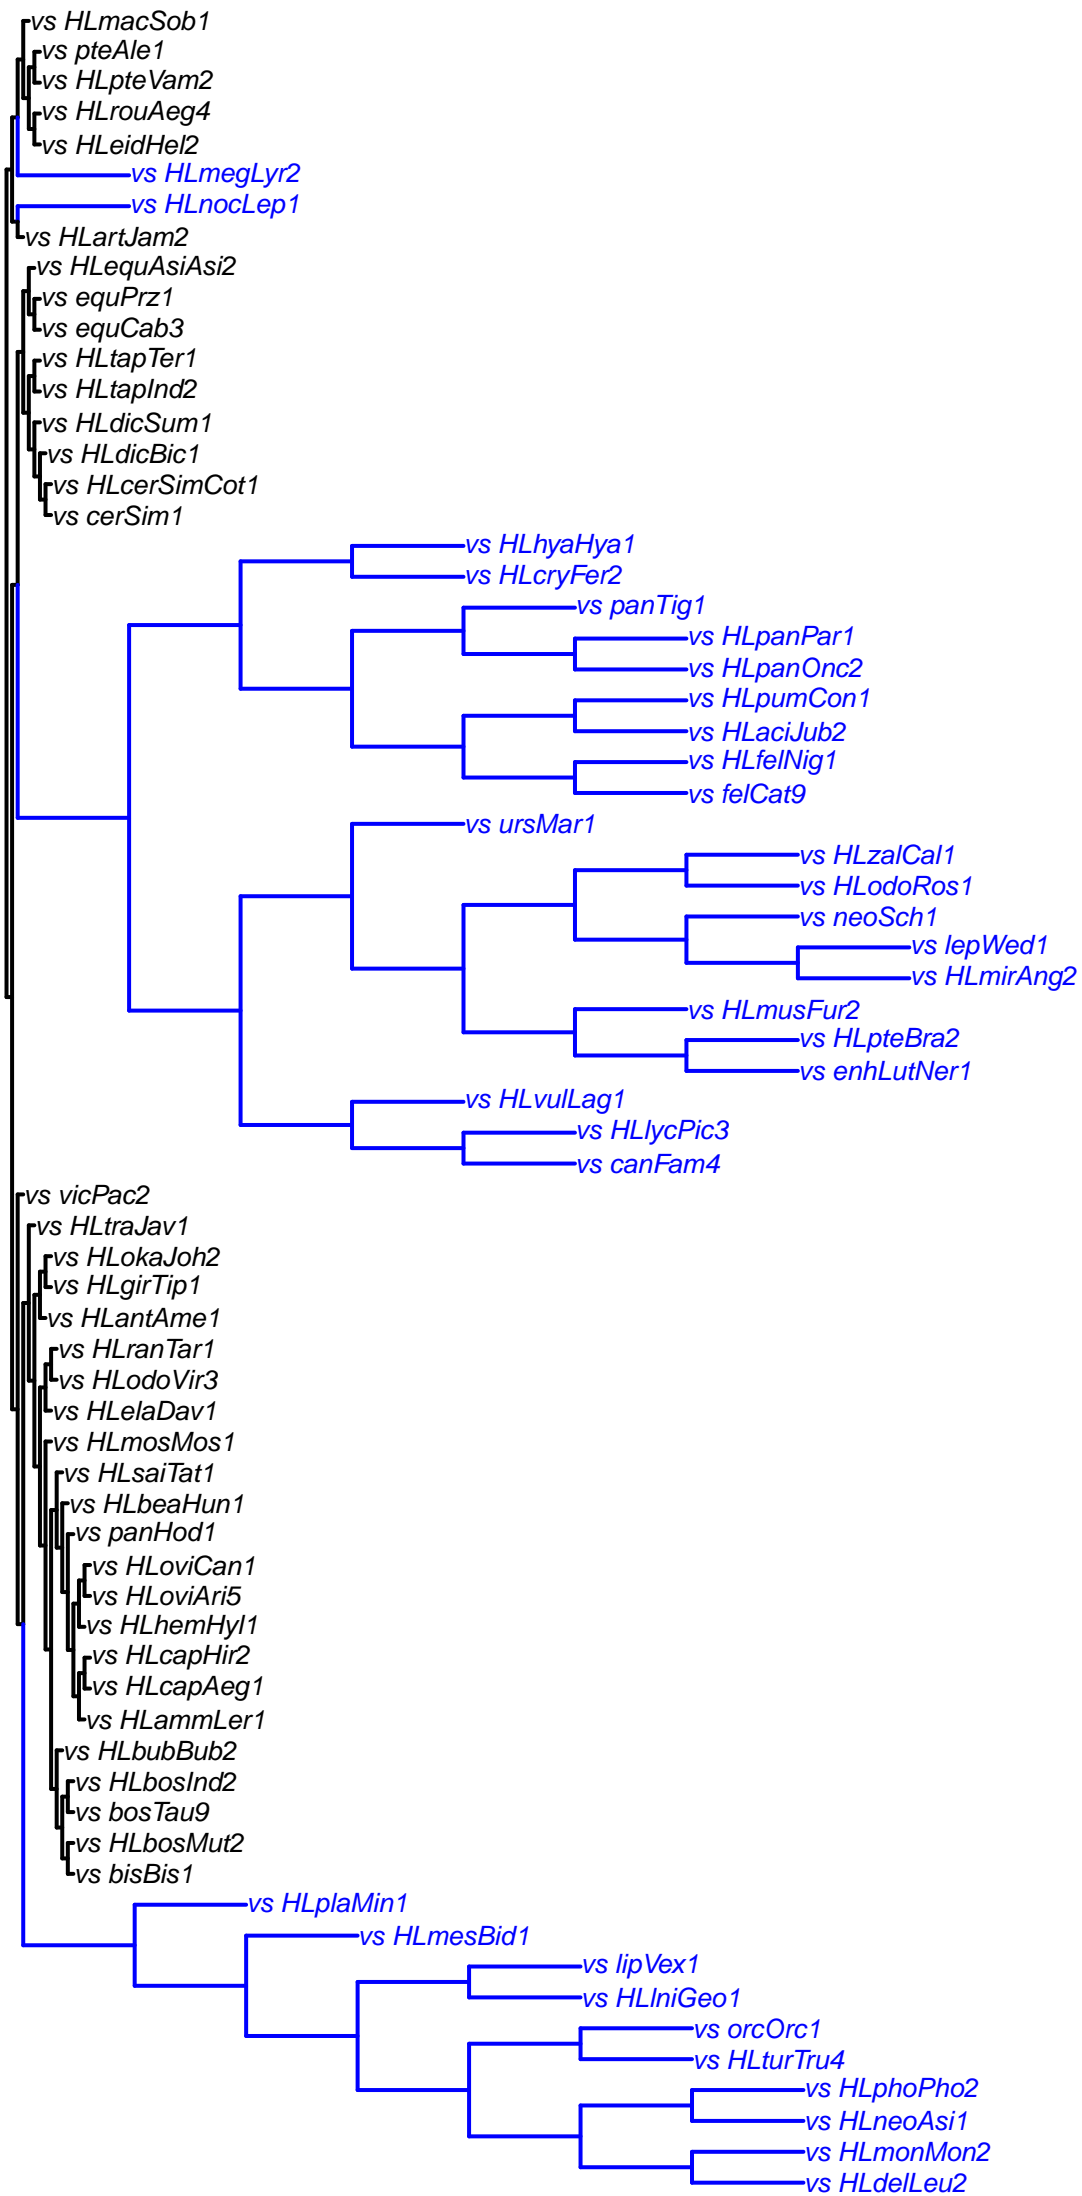 vs HLmacSob1
vs pteAle1
vs HLpteVam2
vs HLrouAeg4
vs HLeidHel2
vs HLmegLyr2
vs HLnocLep1
vs HLartJam2
vs HLequAsiAsi2
vs equPrz1
vs equCab3
vs HLtapTer1
vs HLtapInd2
vs HLdicSum1
vs HLdicBic1
vs HLcerSimCot1
vs cerSim1
vs HLhyaHya1
vs HLcryFer2
vs panTig1
vs HLpanPar1
vs HLpanOnc2
vs HLpumCon1
vs HLaciJub2
vs HLfelNig1
vs felCat9
vs ursMar1
vs HLzalCal1
vs HLodoRos1
vs neoSch1
vs lepWed1
vs HLmirAng2
vs HLmusFur2
vs HLpteBra2
vs enhLutNer1
vs HLvulLag1
vs HLlycPic3
vs canFam4
vs vicPac2
vs HLtraJav1
vs HLokaJoh2
vs HLgirTip1
vs HLantAme1
vs HLranTar1
vs HLodoVir3
vs HLelaDav1
vs HLmosMos1
vs HLsaiTat1
vs HLbeaHun1
vs panHod1
vs HLoviCan1
vs HLoviAri5
vs HLhemHyl1
vs HLcapHir2
vs HLcapAeg1
vs HLammLer1
vs HLbubBub2
vs HLbosInd2
vs bosTau9
vs HLbosMut2
vs bisBis1
vs HLplaMin1
vs HLmesBid1
vs lipVex1
vs HLIniGeo1
vs orcOrc1
vs HLturTru4
vs HLphoPho2
vs HLneoAsi1
vs HLmonMon2
vs HLdelLeu2